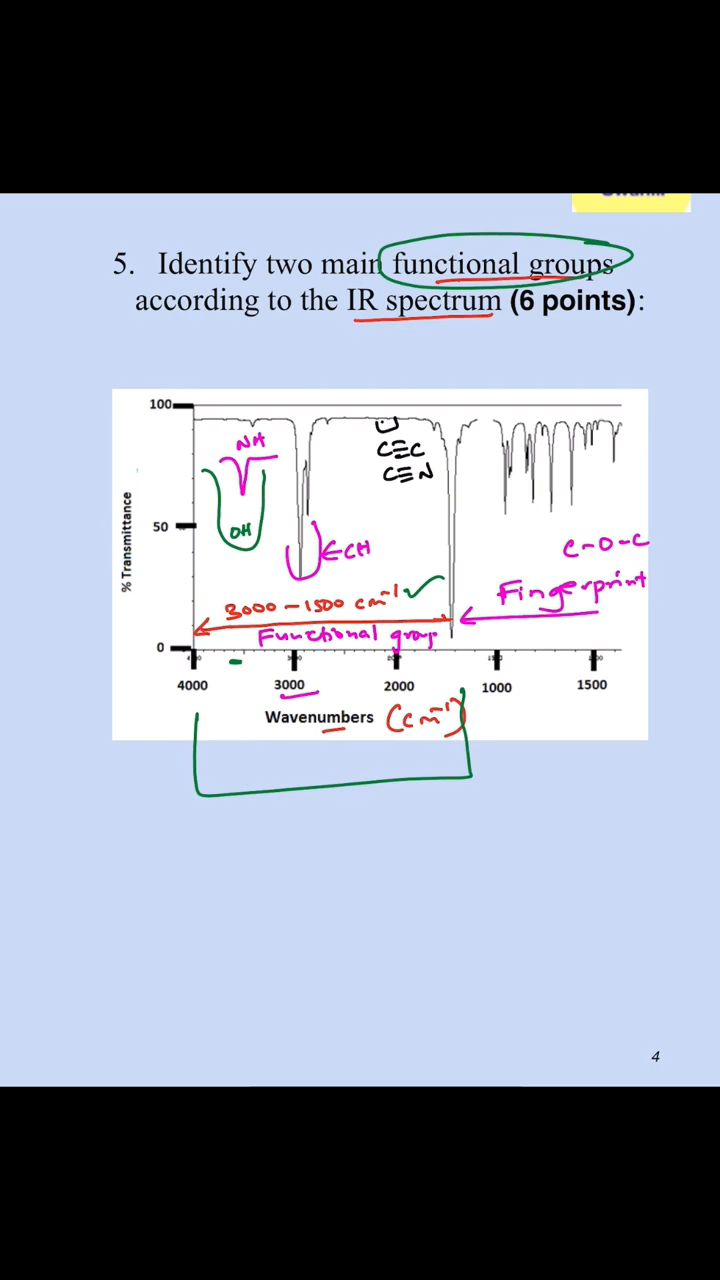 5. Identify two main functional groups
according to the IR spectrum (6 points):
100
NH
C≡C
C≡N
50
OH
←CH
C-O-C
% Transmittance
3000-1500 cm⁻¹ ✓
Fingerprint
Functional group
0
4000
3000
2000
1000
1500
Wavenumbers (cm⁻¹)
4